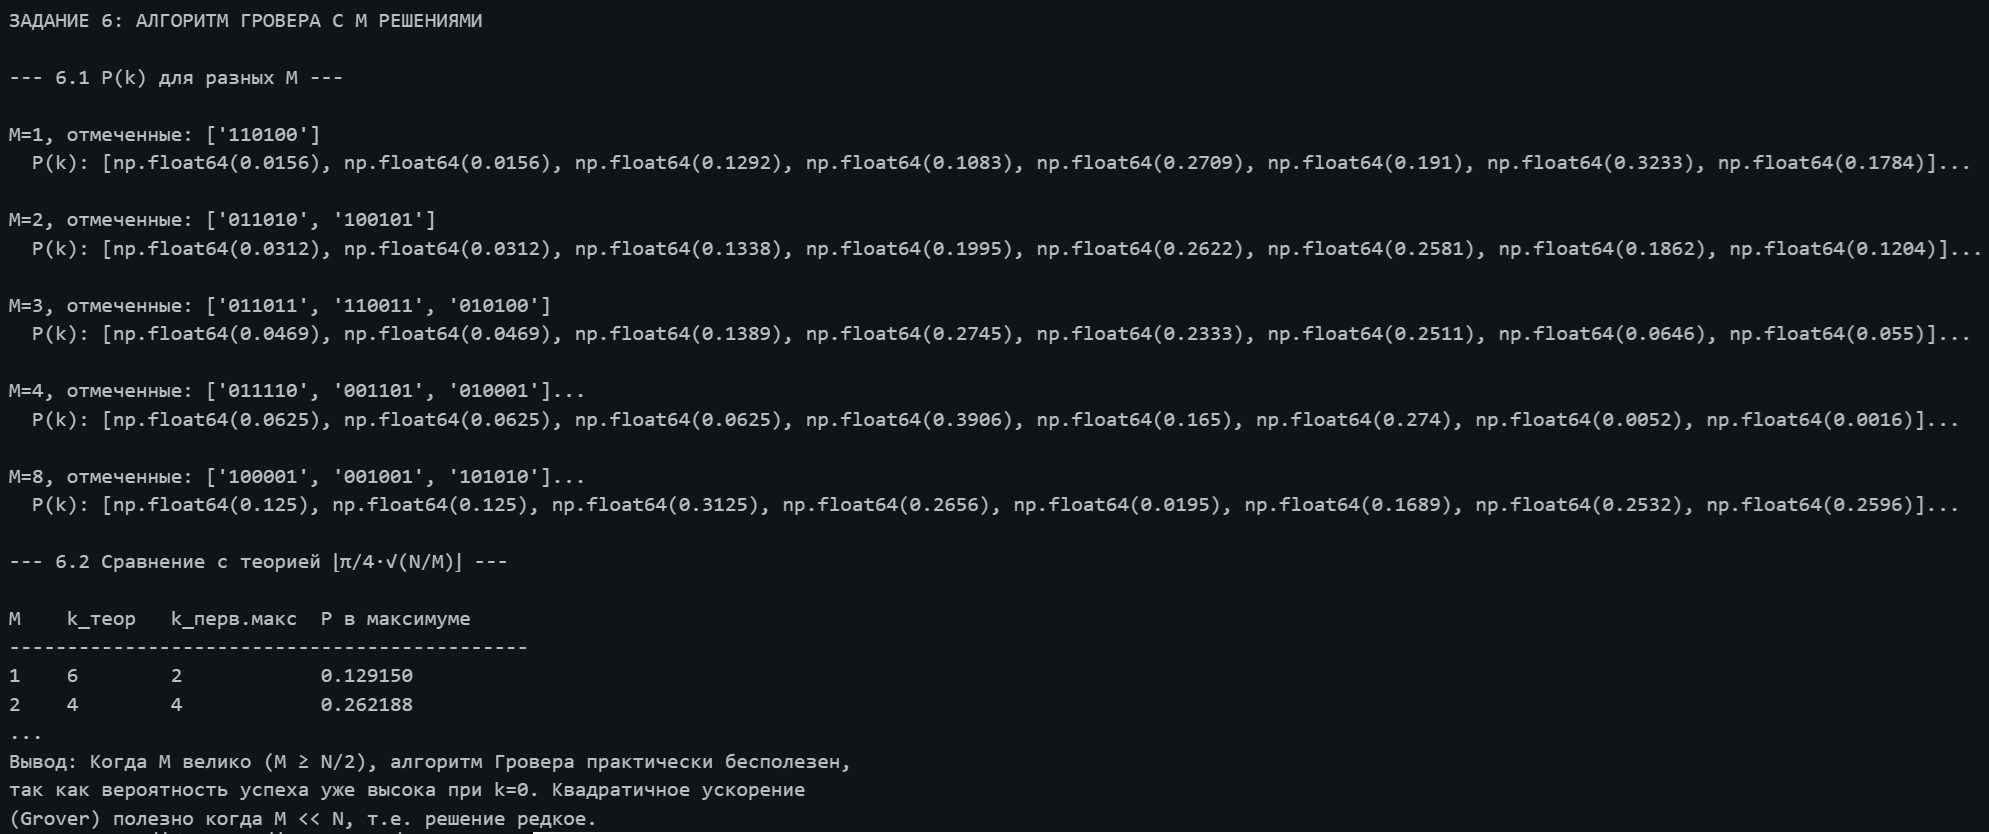 ЗАДАНИЕ 6: АЛГОРИТМ ГРОВЕРА С M РЕШЕНИЯМИ
--- 6.1 P(k) для разных M ---
M=1, отмеченные: ['110100']
P(k): [np.float64(0.0156), np.float64(0.0156), np.float64(0.1292), np.float64(0.1083), np.float64(0.2709), np.float64(0.191), np.float64(0.3233), np.float64(0.1784)]...
M=2, отмеченные: ['011010', '100101']
P(k): [np.float64(0.0312), np.float64(0.0312), np.float64(0.1338), np.float64(0.1995), np.float64(0.2622), np.float64(0.2581), np.float64(0.1862), np.float64(0.1204)]...
M=3, отмеченные: ['011011', '110011', '010100']
P(k): [np.float64(0.0469), np.float64(0.0469), np.float64(0.1389), np.float64(0.2745), np.float64(0.2333), np.float64(0.2511), np.float64(0.0646), np.float64(0.055)]...
M=4, отмеченные: ['011110', '001101', '010001']...
P(k): [np.float64(0.0625), np.float64(0.0625), np.float64(0.0625), np.float64(0.3906), np.float64(0.165), np.float64(0.274), np.float64(0.0052), np.float64(0.0016)]...
M=8, отмеченные: ['100001', '001001', '101010']...
P(k): [np.float64(0.125), np.float64(0.125), np.float64(0.3125), np.float64(0.2656), np.float64(0.0195), np.float64(0.1689), np.float64(0.2532), np.float64(0.2596)]...
--- 6.2 Сравнение с теорией ⌊π/4·√(N/M)⌋ ---
M k_теор k_перв.макс P в максимуме
---------------------------------------------
1 6 2 0.129150
2 4 4 0.262188
...
Вывод: Когда M велико (M ≥ N/2), алгоритм Гровера практически бесполезен,
так как вероятность успеха уже высока при k=0. Квадратичное ускорение
(Grover) полезно когда M << N, т.е. решение редкое.